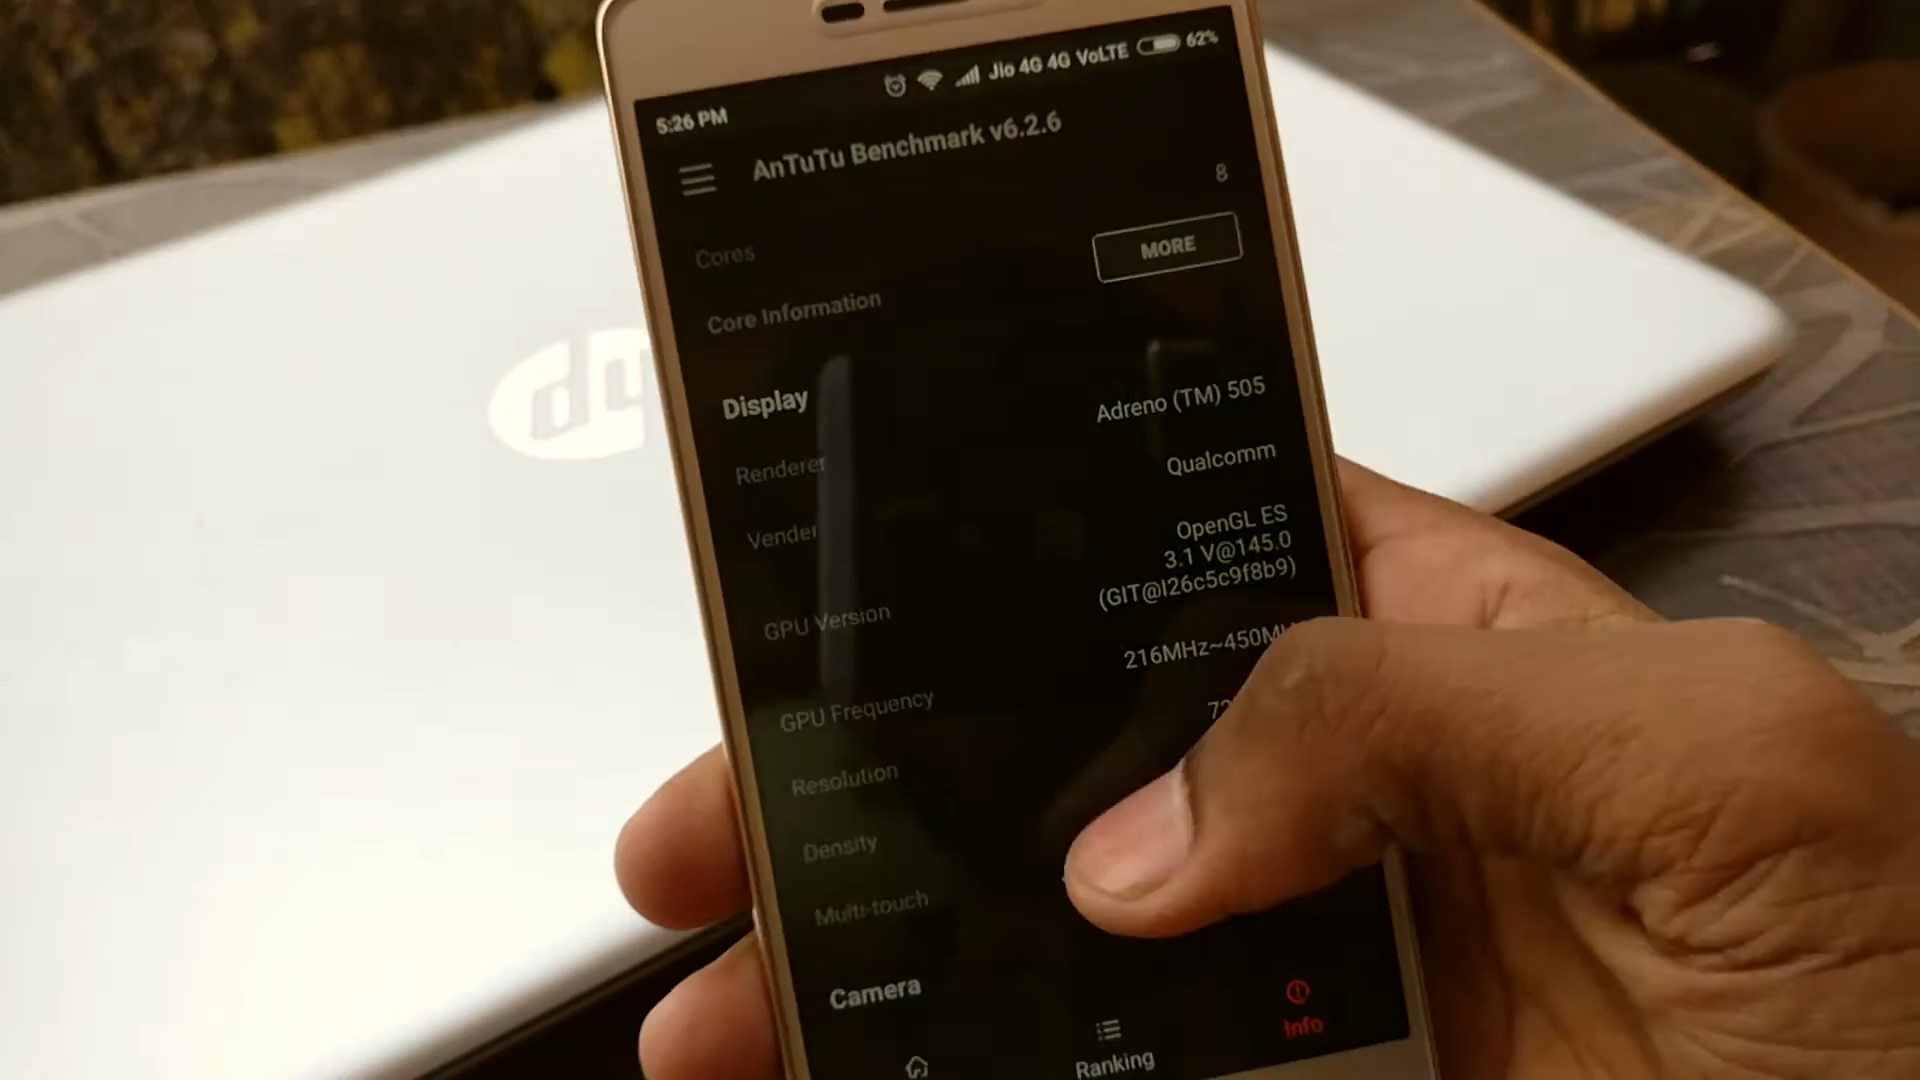 5:26 PM
Jio 4G 4G VoLTE 62%
AnTuTu Benchmark v6.2.6
Cores 8
Core Information MORE
Display
Renderer Adreno (TM) 505
Vender Qualcomm
GPU Version OpenGL ES
3.1 V@145.0
(GIT@I26c5c9f8b9)
GPU Frequency 216MHz~450M
Resolution 72
Density
Multi-touch
Camera
Ranking
Info
hp